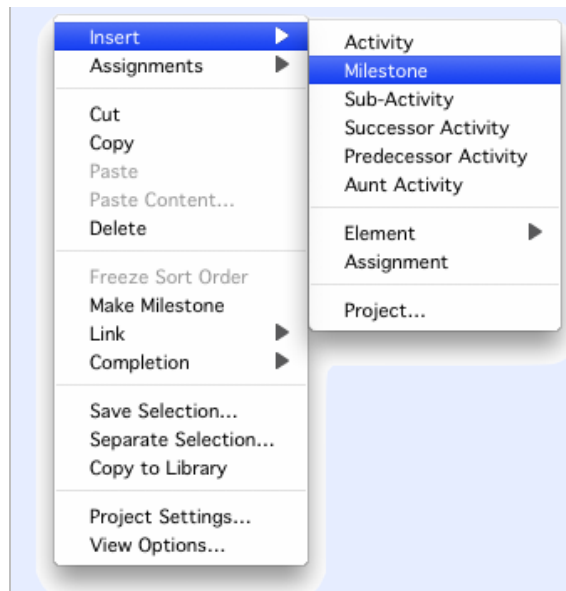 Insert
Assignments
Cut
Copy
Paste
Paste Content...
Delete
Freeze Sort Order
Make Milestone
Link
Completion
Save Selection...
Separate Selection...
Copy to Library
Project Settings...
View Options...
Activity
Milestone
Sub-Activity
Successor Activity
Predecessor Activity
Aunt Activity
Element
Assignment
Project...